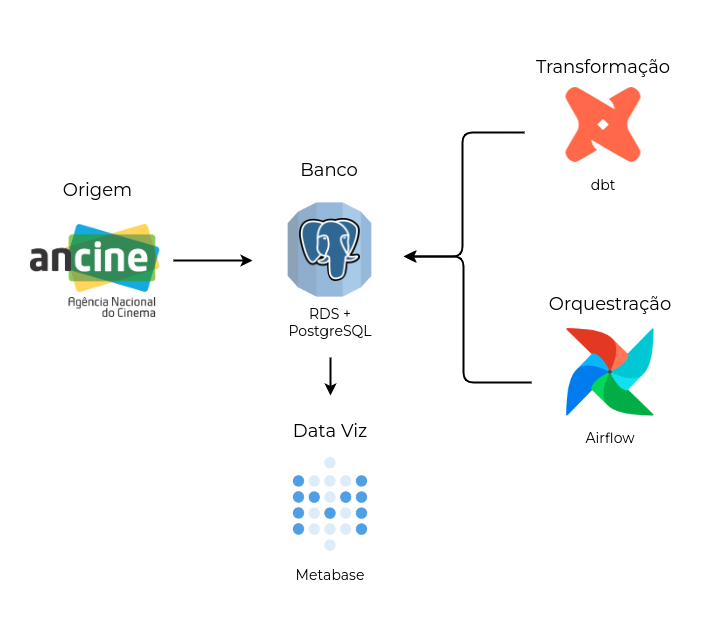 Transformação
dbt
Banco
Origem
ancine
Agência Nacional
do Cinema
RDS +
PostgreSQL
Orquestração
Airflow
Data Viz
Metabase